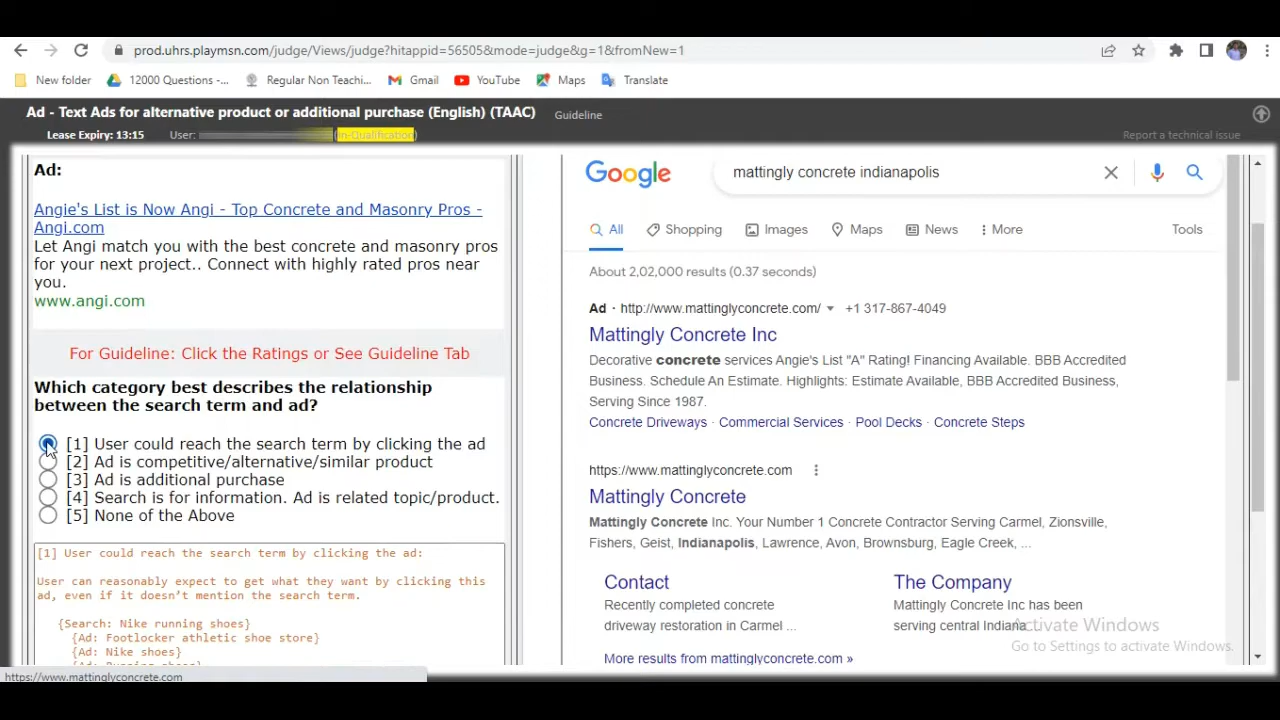 prod.uhrs.playmsn.com/judge/Views/judge?hitappid=56505&mode=judge&g=1&fromNew=1
New folder 12000 Questions -... Regular Non Teachi... Gmail YouTube Maps Translate
Ad - Text Ads for alternative product or additional purchase (English) (TAAC) Guideline
Lease Expiry: 13:15 User: (In-Qualification) Report a technical issue
Ad:
Angie's List is Now Angi - Top Concrete and Masonry Pros -
Angi.com
Let Angi match you with the best concrete and masonry pros
for your next project.. Connect with highly rated pros near
you.
www.angi.com
For Guideline: Click the Ratings or See Guideline Tab
Which category best describes the relationship
between the search term and ad?
[1] User could reach the search term by clicking the ad
[2] Ad is competitive/alternative/similar product
[3] Ad is additional purchase
[4] Search is for information. Ad is related topic/product.
[5] None of the Above
[1] User could reach the search term by clicking the ad:
User can reasonably expect to get what they want by clicking this
ad, even if it doesn’t mention the search term.
{Search: Nike running shoes}
{Ad: Footlocker athletic shoe store}
{Ad: Nike shoes}
{Ad: Running shoes}
https://www.mattinglyconcrete.com
Google mattingly concrete indianapolis
All Shopping Images Maps News More Tools
About 2,02,000 results (0.37 seconds)
Ad · http://www.mattinglyconcrete.com/ +1 317-867-4049
Mattingly Concrete Inc
Decorative concrete services Angie's List "A" Rating! Financing Available. BBB Accredited
Business. Schedule An Estimate. Highlights: Estimate Available, BBB Accredited Business,
Serving Since 1987.
Concrete Driveways · Commercial Services · Pool Decks · Concrete Steps
https://www.mattinglyconcrete.com
Mattingly Concrete
Mattingly Concrete Inc. Your Number 1 Concrete Contractor Serving Carmel, Zionsville,
Fishers, Geist, Indianapolis, Lawrence, Avon, Brownsburg, Eagle Creek, ...
Contact The Company
Recently completed concrete Mattingly Concrete Inc has been
driveway restoration in Carmel ... serving central Indiana
More results from mattinglyconcrete.com »
Activate Windows
Go to Settings to activate Windows.